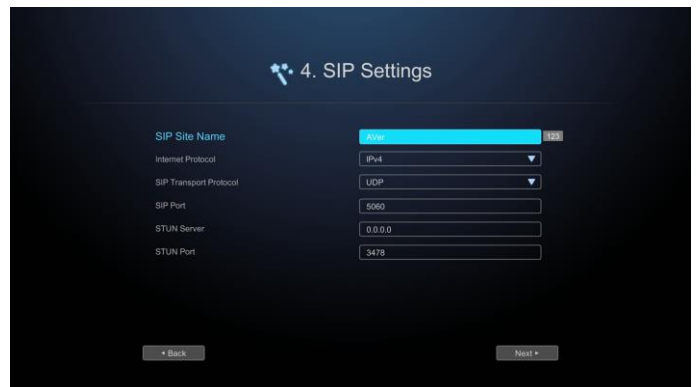 4. SIP Settings
SIP Site Name AVer 123
Internet Protocol IPv4
SIP Transport Protocol UDP
SIP Port 5060
STUN Server 0.0.0.0
STUN Port 3478
Back Next